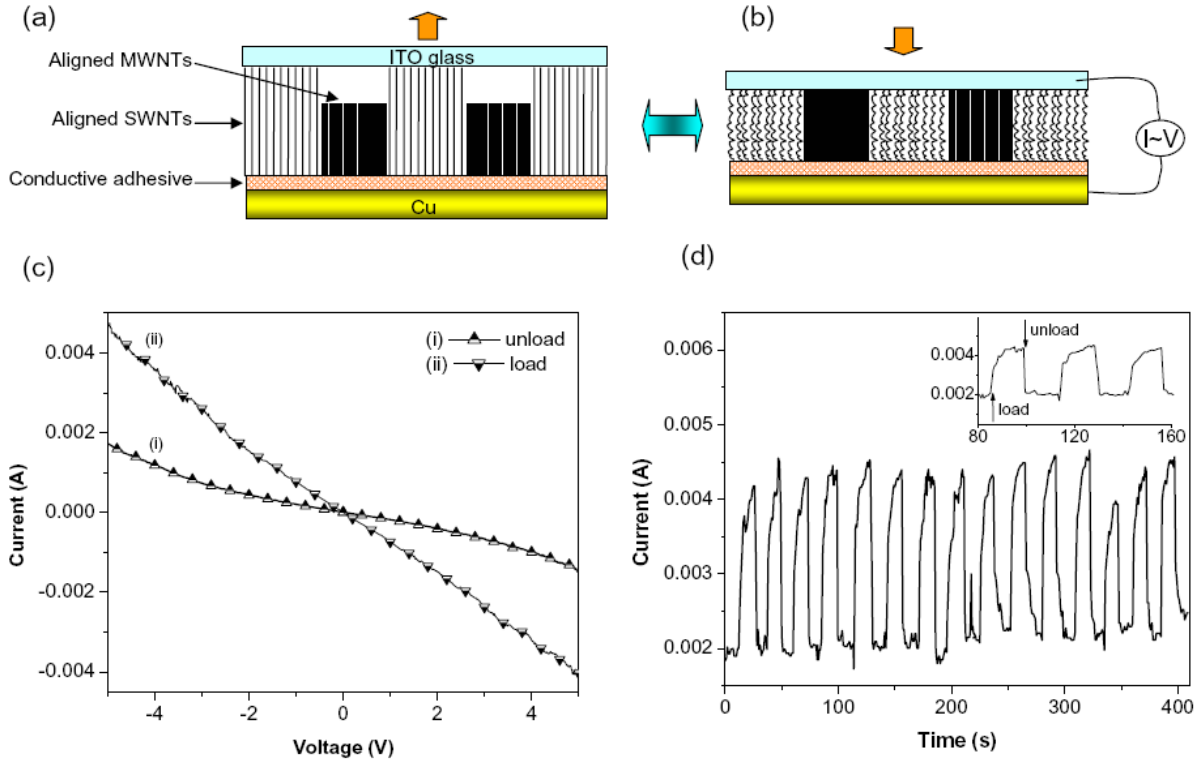 (a)
ITO glass
Aligned MWNTs
Aligned SWNTs
Conductive adhesive
Cu
(b)
I~V
(c)
(i) unload
(ii) load
(ii)
(i)
0.004
0.002
0.000
-0.002
-0.004
-4 -2 0 2 4
Current (A)
Voltage (V)
(d)
0.006
0.005
0.004
0.003
0.002
0 100 200 300 400
Current (A)
Time (s)
unload
load
0.004
0.002
80 120 160